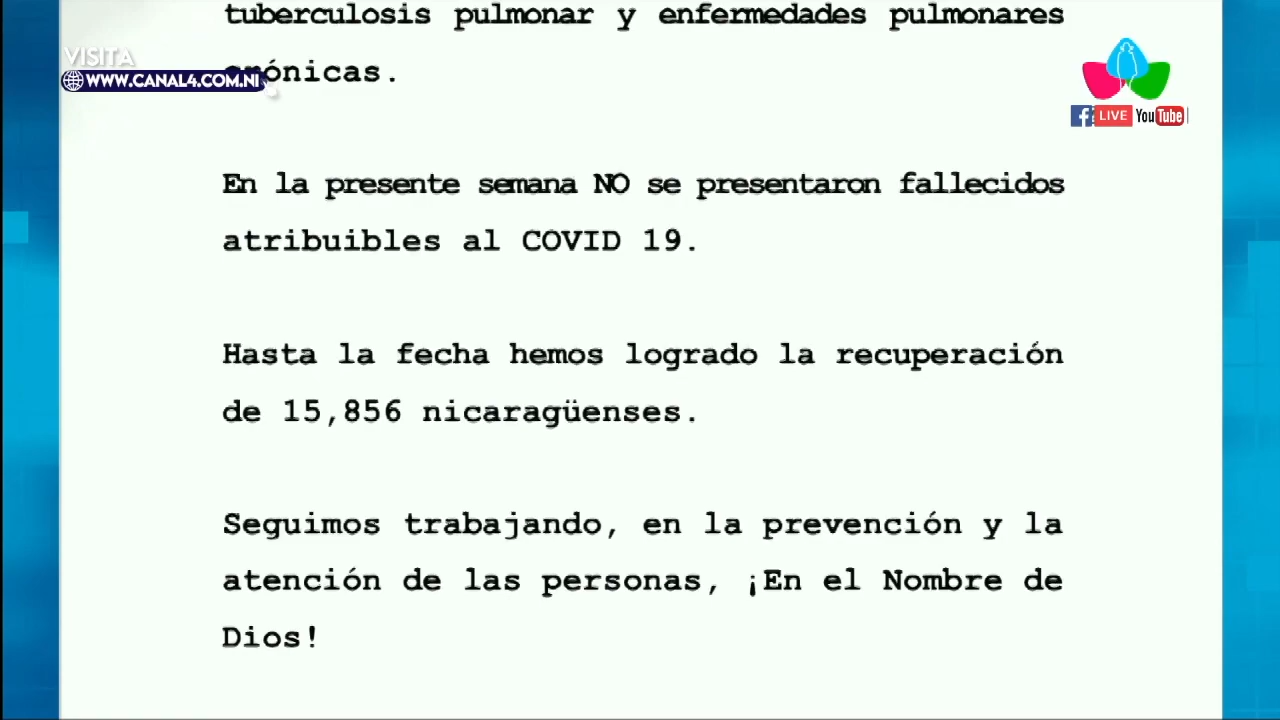 tuberculosis pulmonar y enfermedades pulmonares
crónicas.
VISITA
WWW.CANAL4.COM.NI
LIVE
YouTube
En la presente semana NO se presentaron fallecidos
atribuibles al COVID 19.
Hasta la fecha hemos logrado la recuperación
de 15,856 nicaragüenses.
Seguimos trabajando, en la prevención y la
atención de las personas, ¡En el Nombre de
Dios!